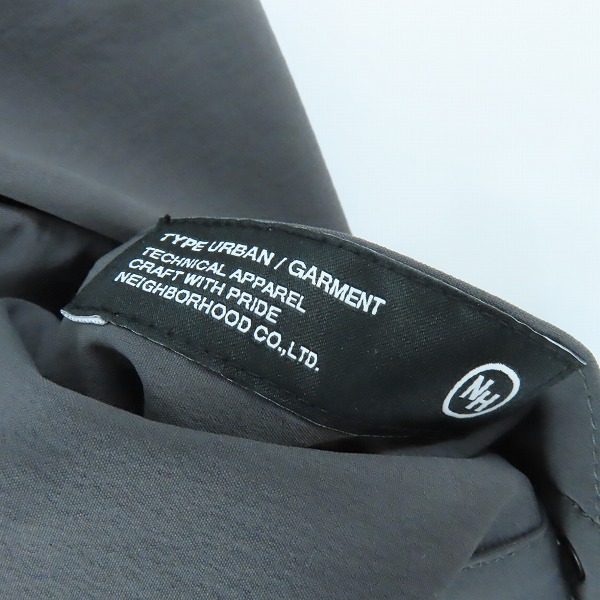 TYPE URBAN / GARMENT
TECHNICAL APPAREL
CRAFT WITH PRIDE
NEIGHBORHOOD CO.,LTD.
NH